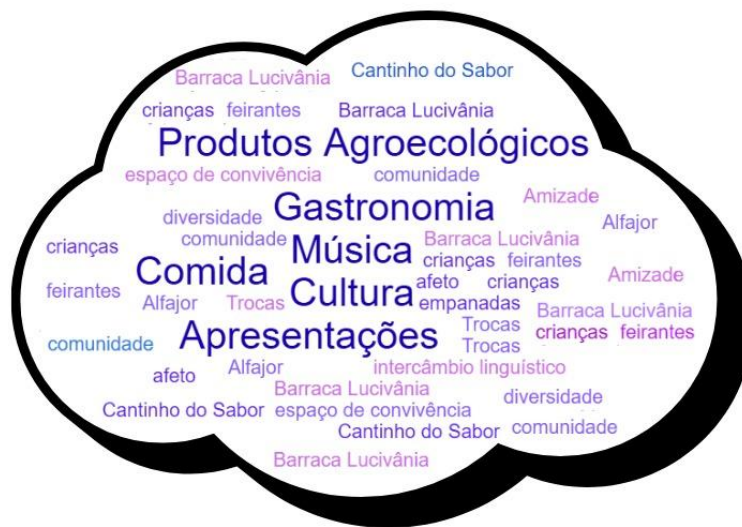 Barraca Lucivânia Cantinho do Sabor
crianças feirantes Barraca Lucivânia
Produtos Agroecológicos
espaço de convivência comunidade
Gastronomia Amizade
diversidade Alfajor
comunidade Música Barraca Lucivânia
crianças crianças feirantes
Comida afeto crianças Amizade
feirantes Cultura
Alfajor Trocas empanadas Barraca Lucivânia
Apresentações Trocas crianças feirantes
comunidade Trocas
afeto Alfajor intercâmbio linguístico
Barraca Lucivânia diversidade
Cantinho do Sabor espaço de convivência
Cantinho do Sabor comunidade
Barraca Lucivânia